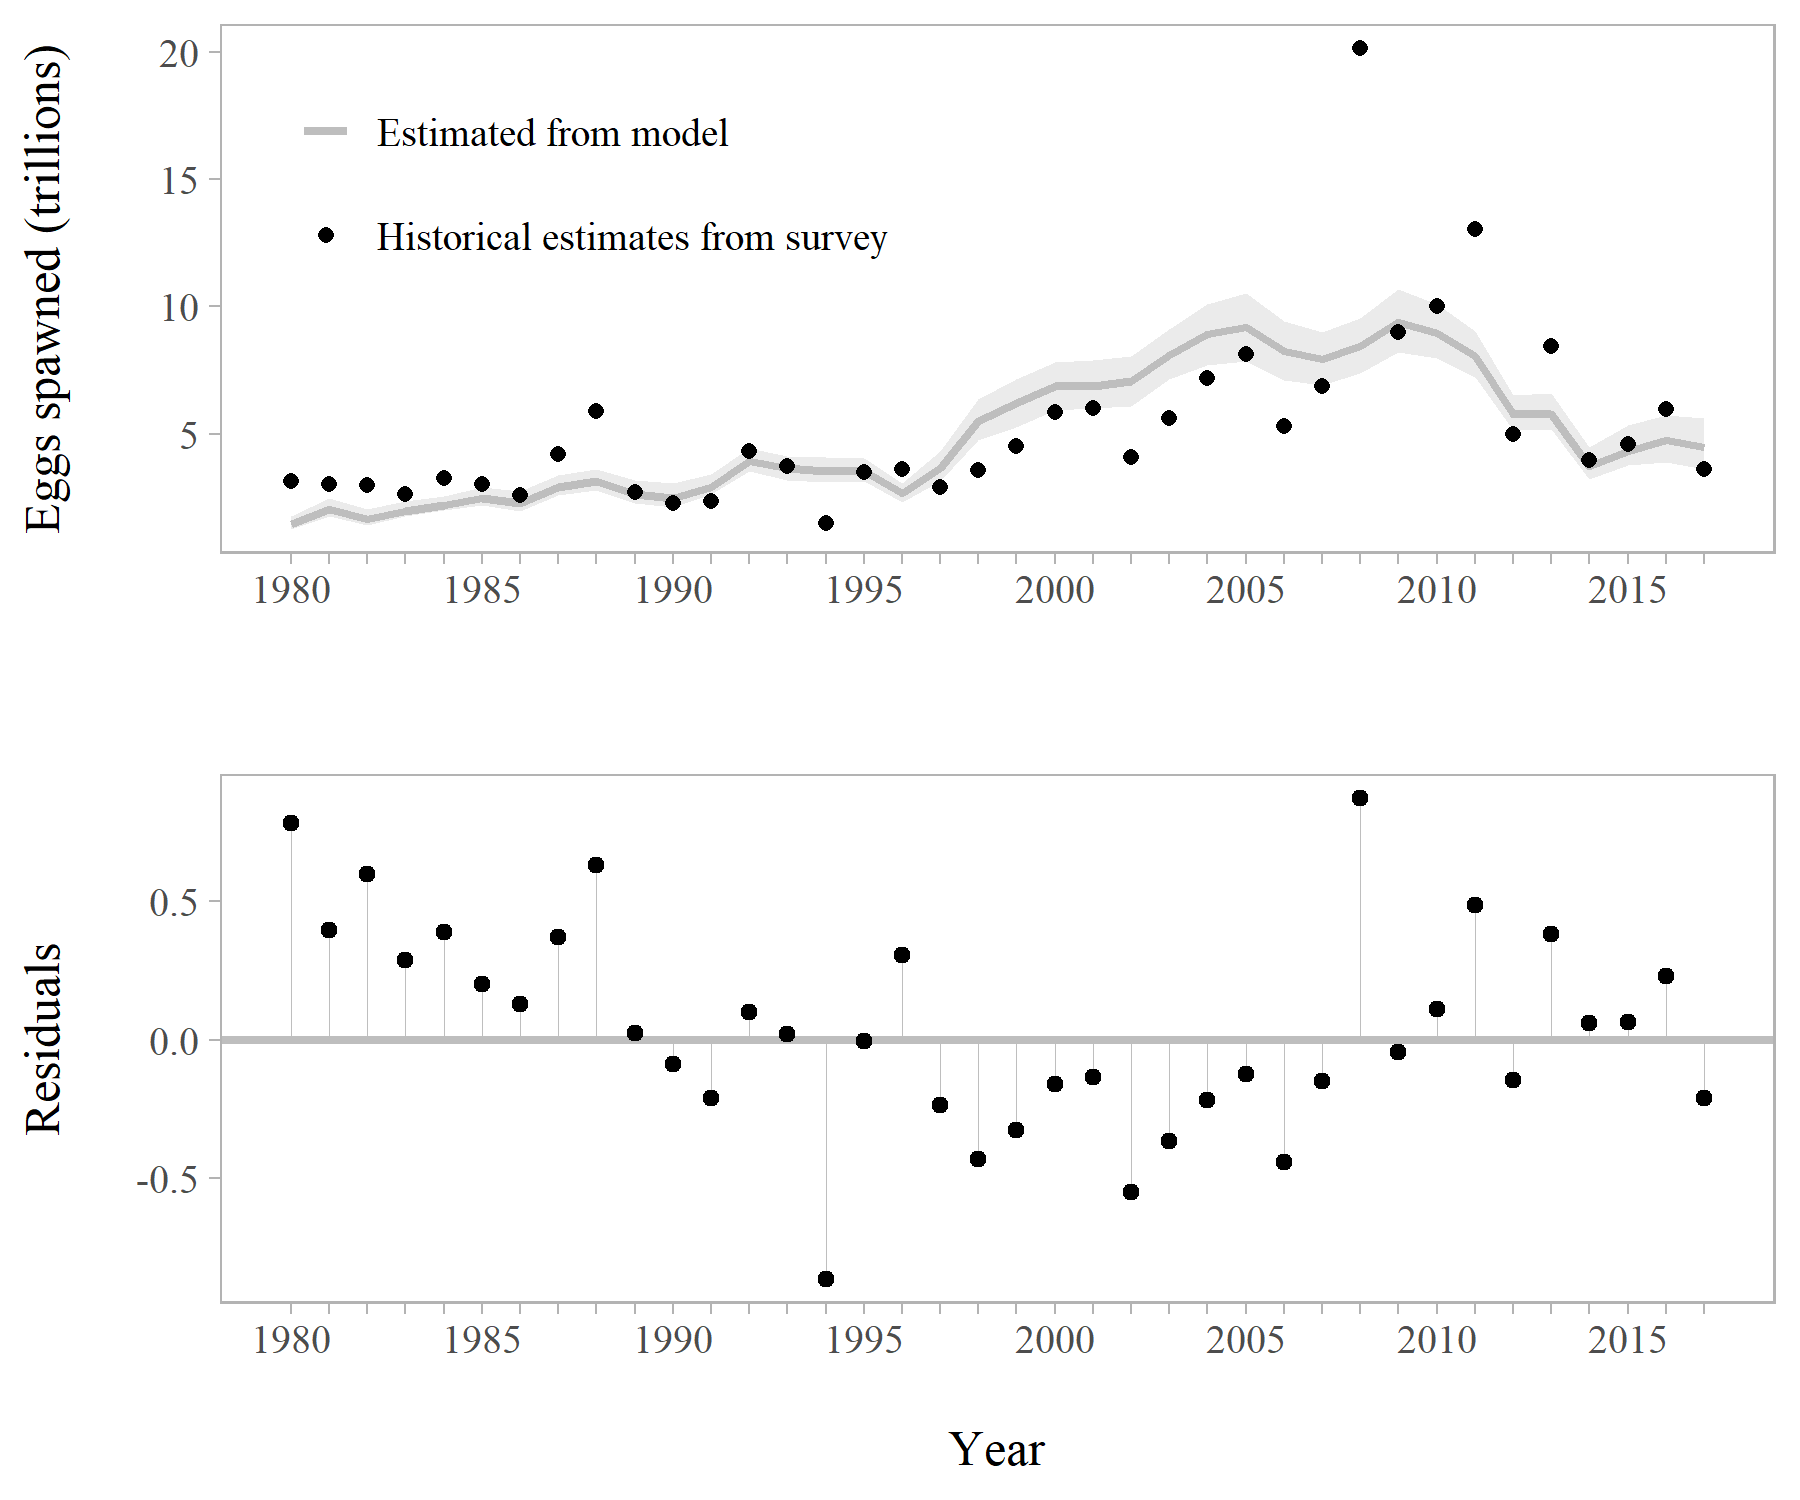 Eggs spawned (trillions)
20
15
10
5
Estimated from model
Historical estimates from survey
1980 1985 1990 1995 2000 2005 2010 2015
Residuals
0.5
0.0
-0.5
1980 1985 1990 1995 2000 2005 2010 2015
Year